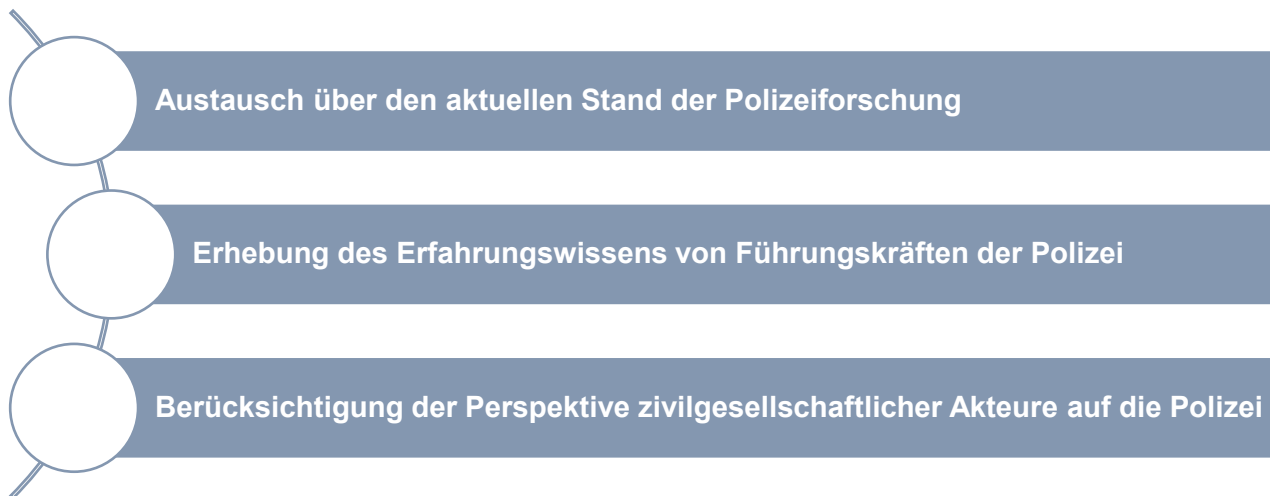 Austausch über den aktuellen Stand der Polizeiforschung
Erhebung des Erfahrungswissens von Führungskräften der Polizei
Berücksichtigung der Perspektive zivilgesellschaftlicher Akteure auf die Polizei